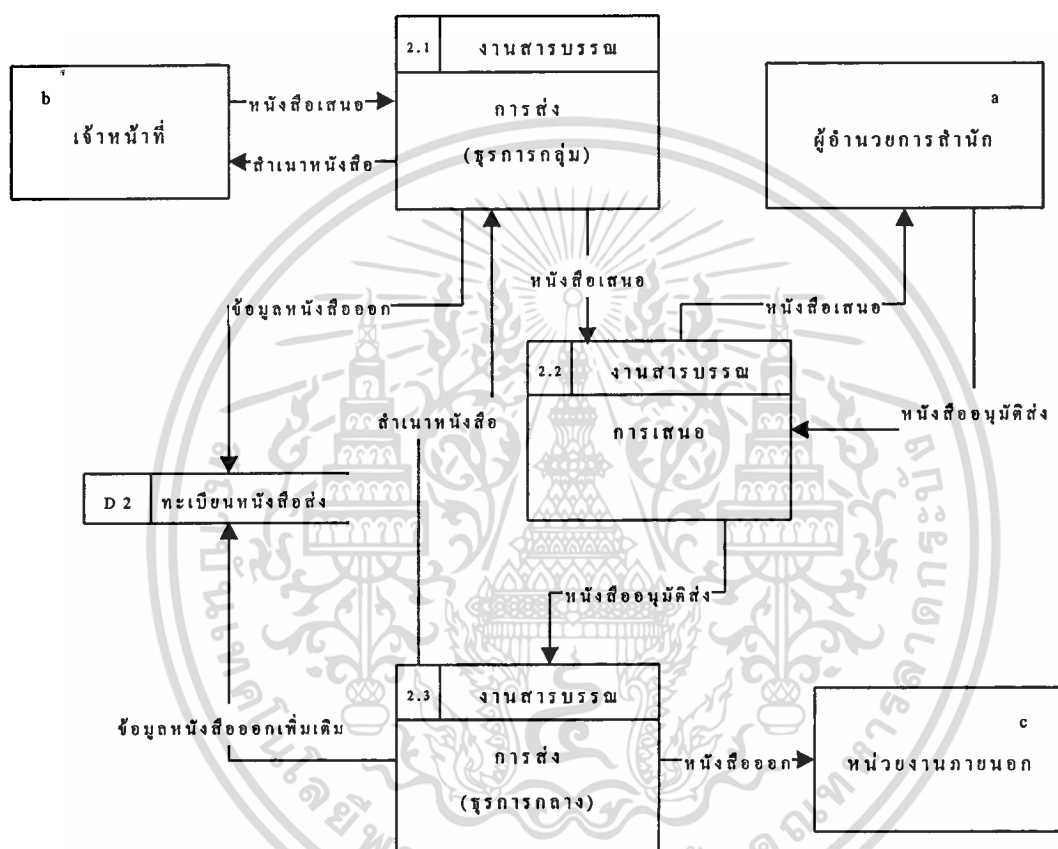 2.1 งานสารบรรณ
b
a
หนังสือเสนอ
การส่ง
เจ้าหน้าที่
ผู้อำนวยการสำนัก
(ธุรการกลุ่ม)
สำเนาหนังสือ
หนังสือเสนอ
ข้อมูลหนังสือออก
หนังสือเสนอ
2.2 งานสารบรรณ
หนังสืออนุมัติส่ง
สำเนาหนังสือ
การเสนอ
D2 ทะเบียนหนังสือส่ง
หนังสืออนุมัติส่ง
2.3 งานสารบรรณ
c
ข้อมูลหนังสือออกเพิ่มเติม
การส่ง
หนังสือออก
หน่วยงานภายนอก
(ธุรการกลาง)